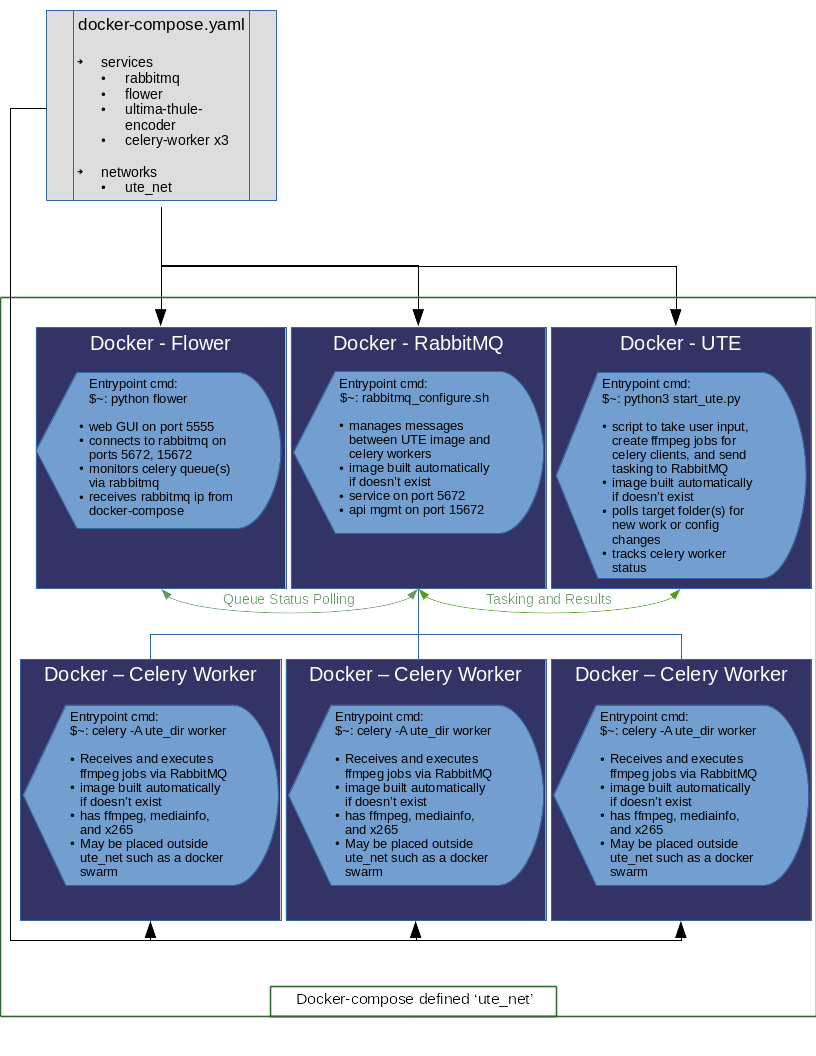 docker-compose.yaml
➔ services
• rabbitmq
• flower
• ultima-thule-
encoder
• celery-worker x3
➔ networks
• ute_net
Docker - Flower
Entrypoint cmd:
$~: python flower
• web GUI on port 5555
• connects to rabbitmq on
ports 5672, 15672
• monitors celery queue(s)
via rabbitmq
• receives rabbitmq ip from
docker-compose
Docker - RabbitMQ
Entrypoint cmd:
$~: rabbitmq_configure.sh
• manages messages
between UTE image and
celery workers
• image built automatically
if doesn't exist
• service on port 5672
• api mgmt on port 15672
Docker - UTE
Entrypoint cmd:
$~: python3 start_ute.py
• script to take user input,
create ffmpeg jobs for
celery clients, and send
tasking to RabbitMQ
• image built automatically
if doesn't exist
• polls target folder(s) for
new work or config
changes
• tracks celery worker
status
Queue Status Polling
Tasking and Results
Docker – Celery Worker
Entrypoint cmd:
$~: celery -A ute_dir worker
• Receives and executes
ffmpeg jobs via RabbitMQ
• image built automatically
if doesn't exist
• has ffmpeg, mediainfo,
and x265
• May be placed outside
ute_net such as a docker
swarm
Docker – Celery Worker
Entrypoint cmd:
$~: celery -A ute_dir worker
• Receives and executes
ffmpeg jobs via RabbitMQ
• image built automatically
if doesn't exist
• has ffmpeg, mediainfo,
and x265
• May be placed outside
ute_net such as a docker
swarm
Docker – Celery Worker
Entrypoint cmd:
$~: celery -A ute_dir worker
• Receives and executes
ffmpeg jobs via RabbitMQ
• image built automatically
if doesn't exist
• has ffmpeg, mediainfo,
and x265
• May be placed outside
ute_net such as a docker
swarm
Docker-compose defined ‘ute_net’